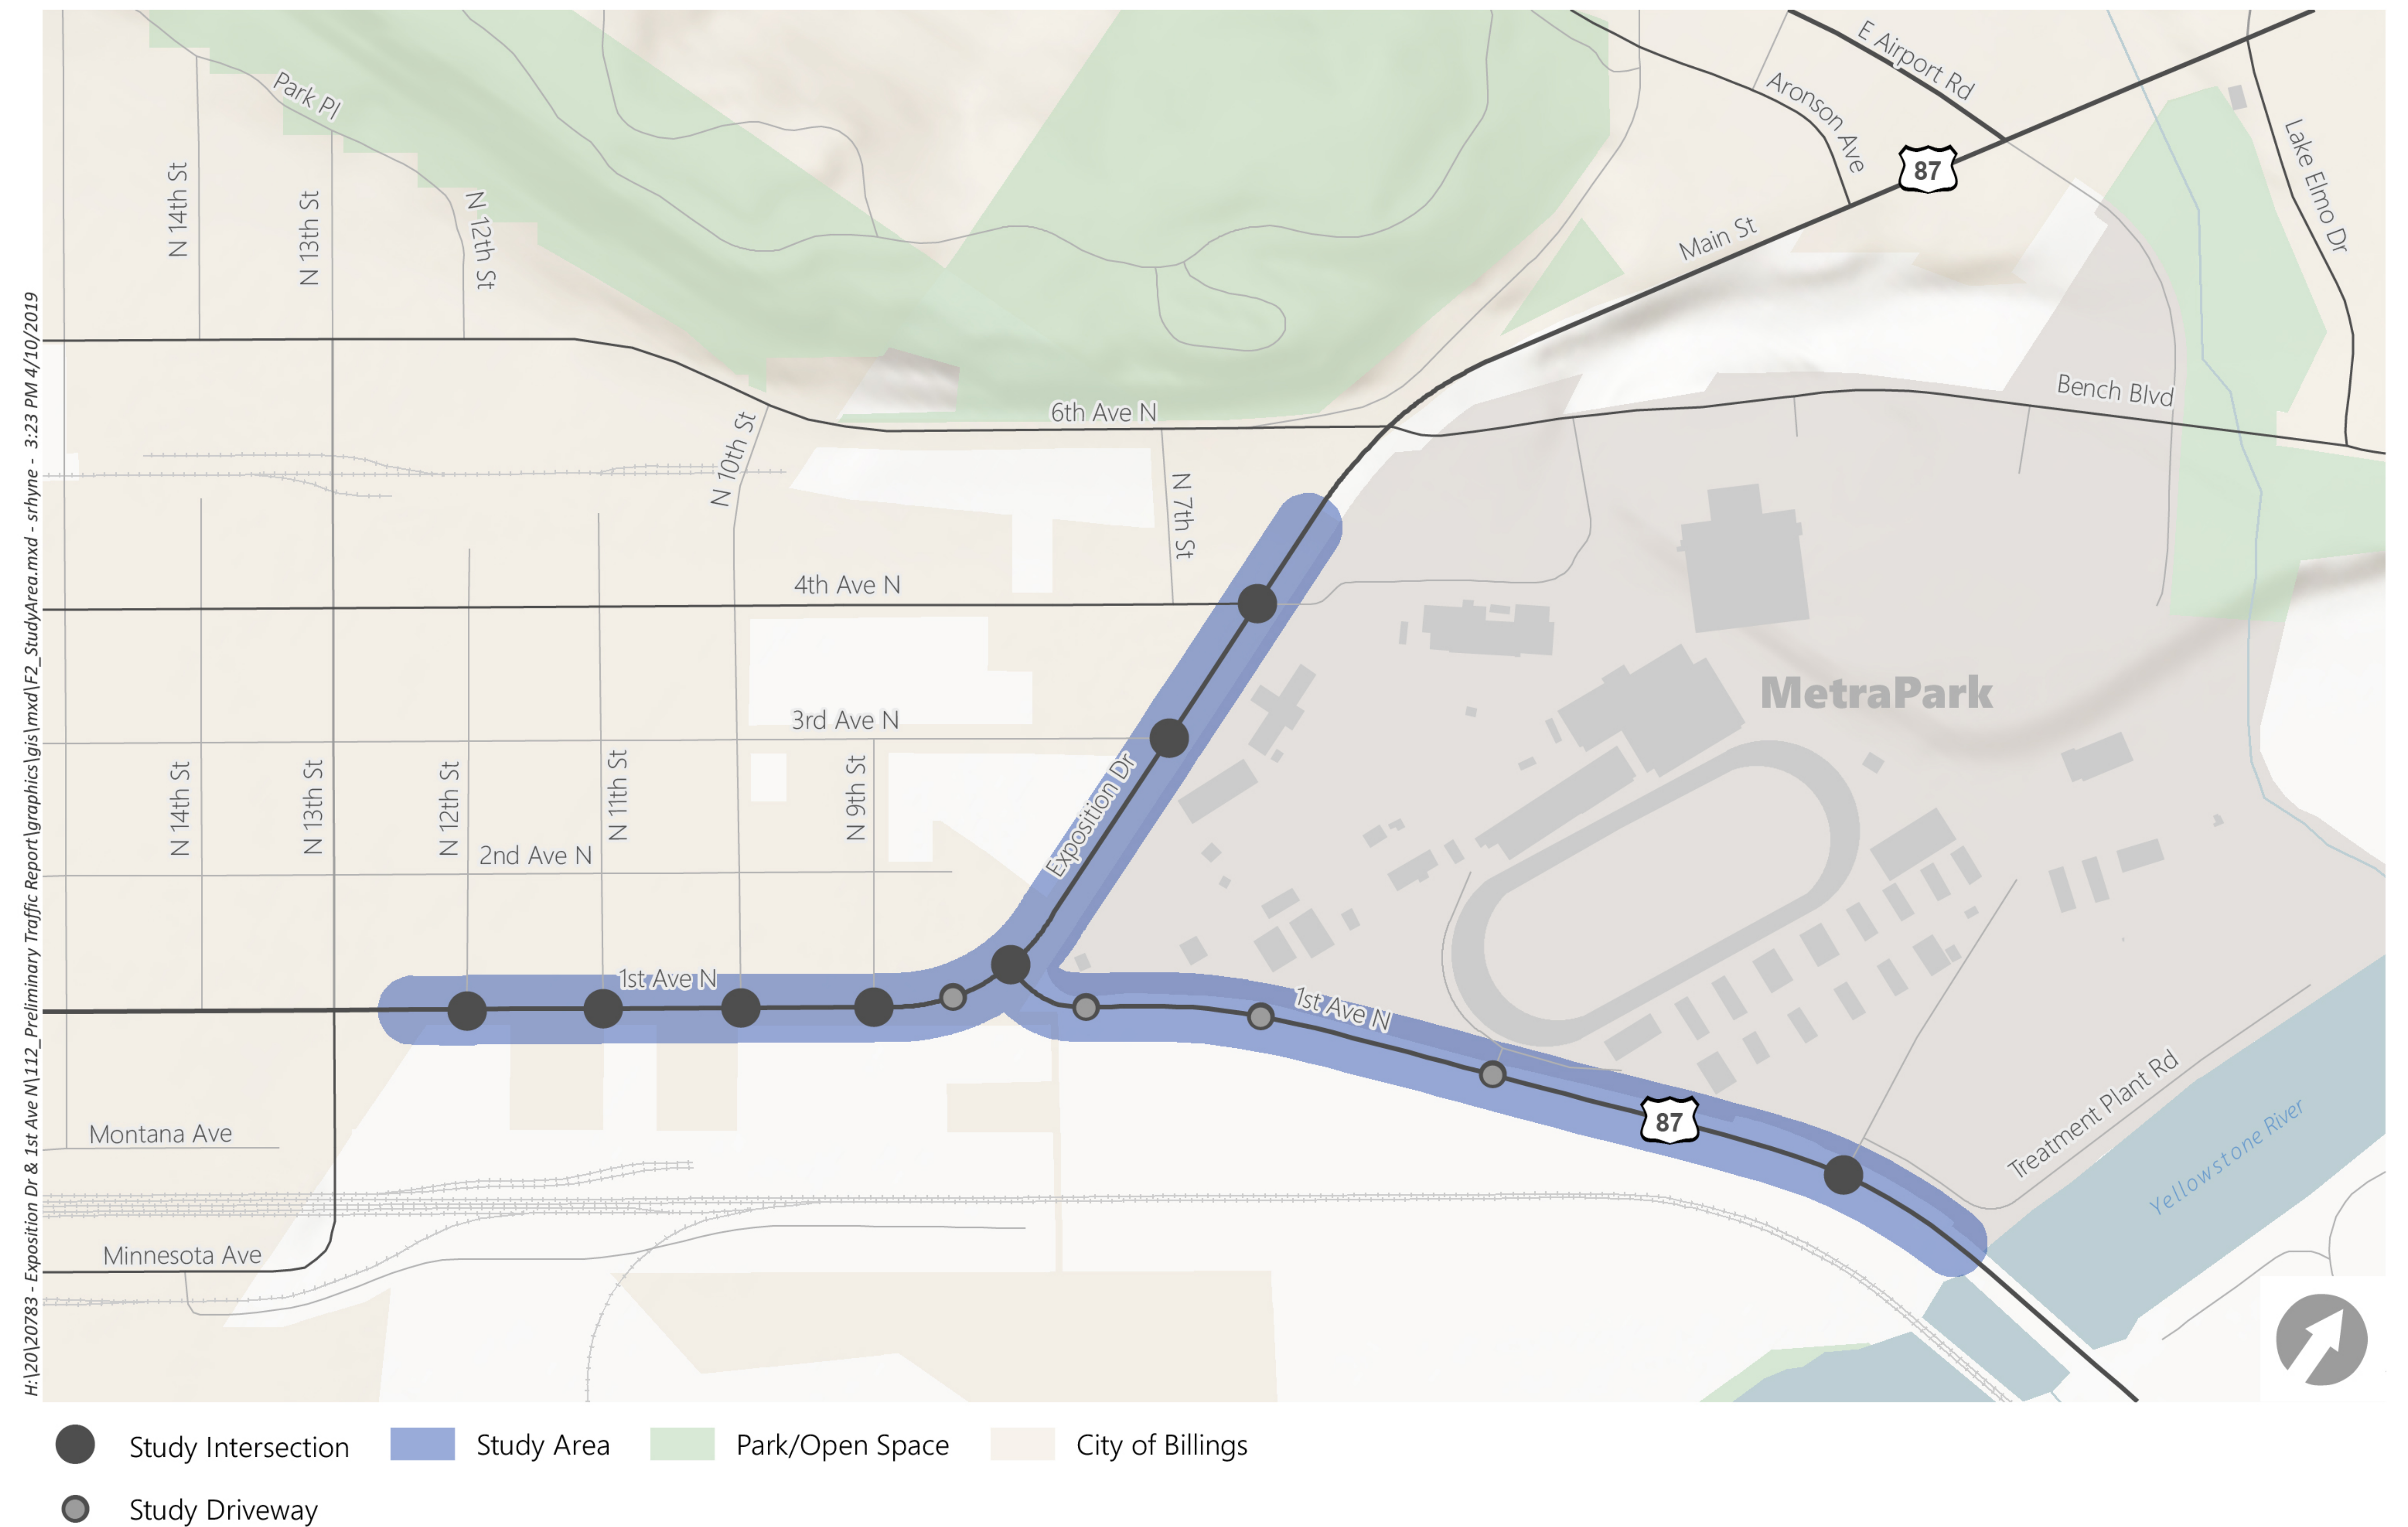 E Airport Rd
Park Pl
Aronson Ave
87
Lake Elmo Dr
N 14th St
N 13th St
N 12th St
Main St
Bench Blvd
6th Ave N
N 10th St
N 7th St
4th Ave N
MetraPark
3rd Ave N
N 14th St
N 13th St
N 12th St
N 11th St
N 9th St
Exposition Dr
2nd Ave N
1st Ave N
1st Ave N
87
Treatment Plant Rd
Yellowstone River
Montana Ave
Minnesota Ave
H:\20\20783 - Exposition Dr & 1st Ave N\112_Preliminary Traffic Report\graphics\gis\mxd\F2_StudyArea.mxd - srhyne - 3:23 PM 4/10/2019
Study Intersection
Study Area
Park/Open Space
City of Billings
Study Driveway